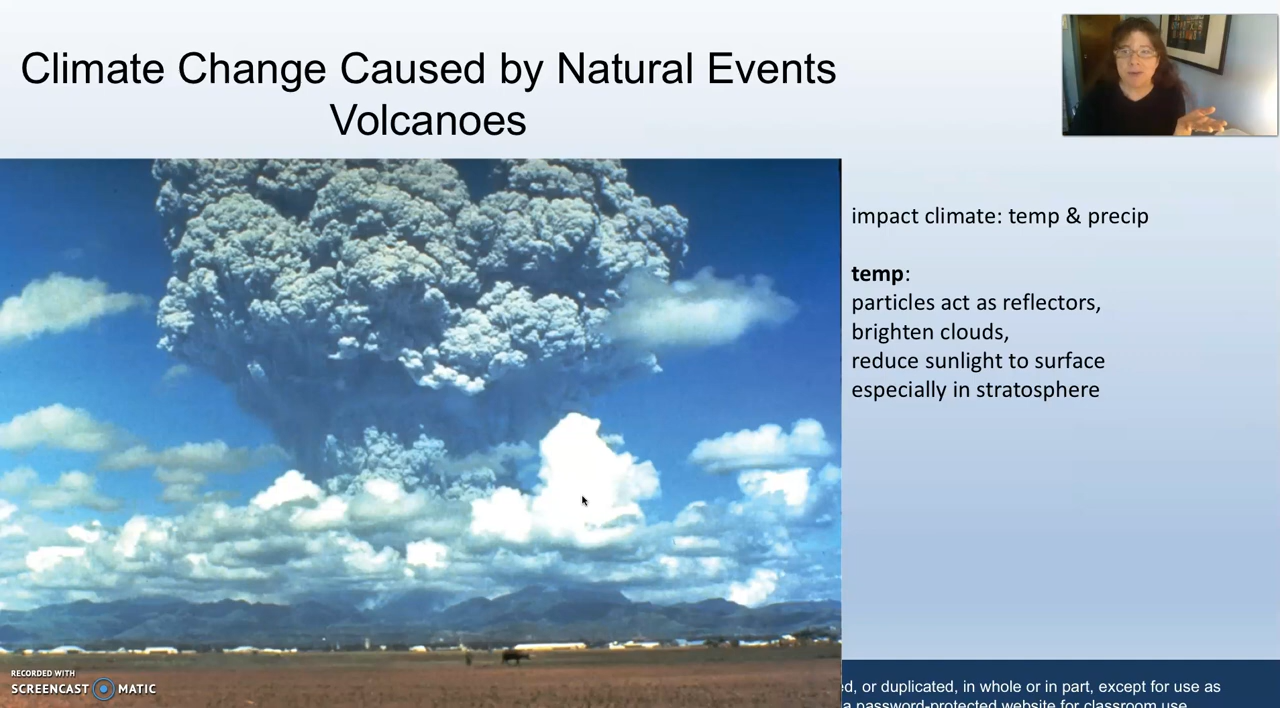 Climate Change Caused by Natural Events
Volcanoes
impact climate: temp & precip
temp:
particles act as reflectors,
brighten clouds,
reduce sunlight to surface
especially in stratosphere
RECORDED WITH
SCREENCAST MATIC
ed, or duplicated, in whole or in part, except for use as
a password-protected website for classroom use